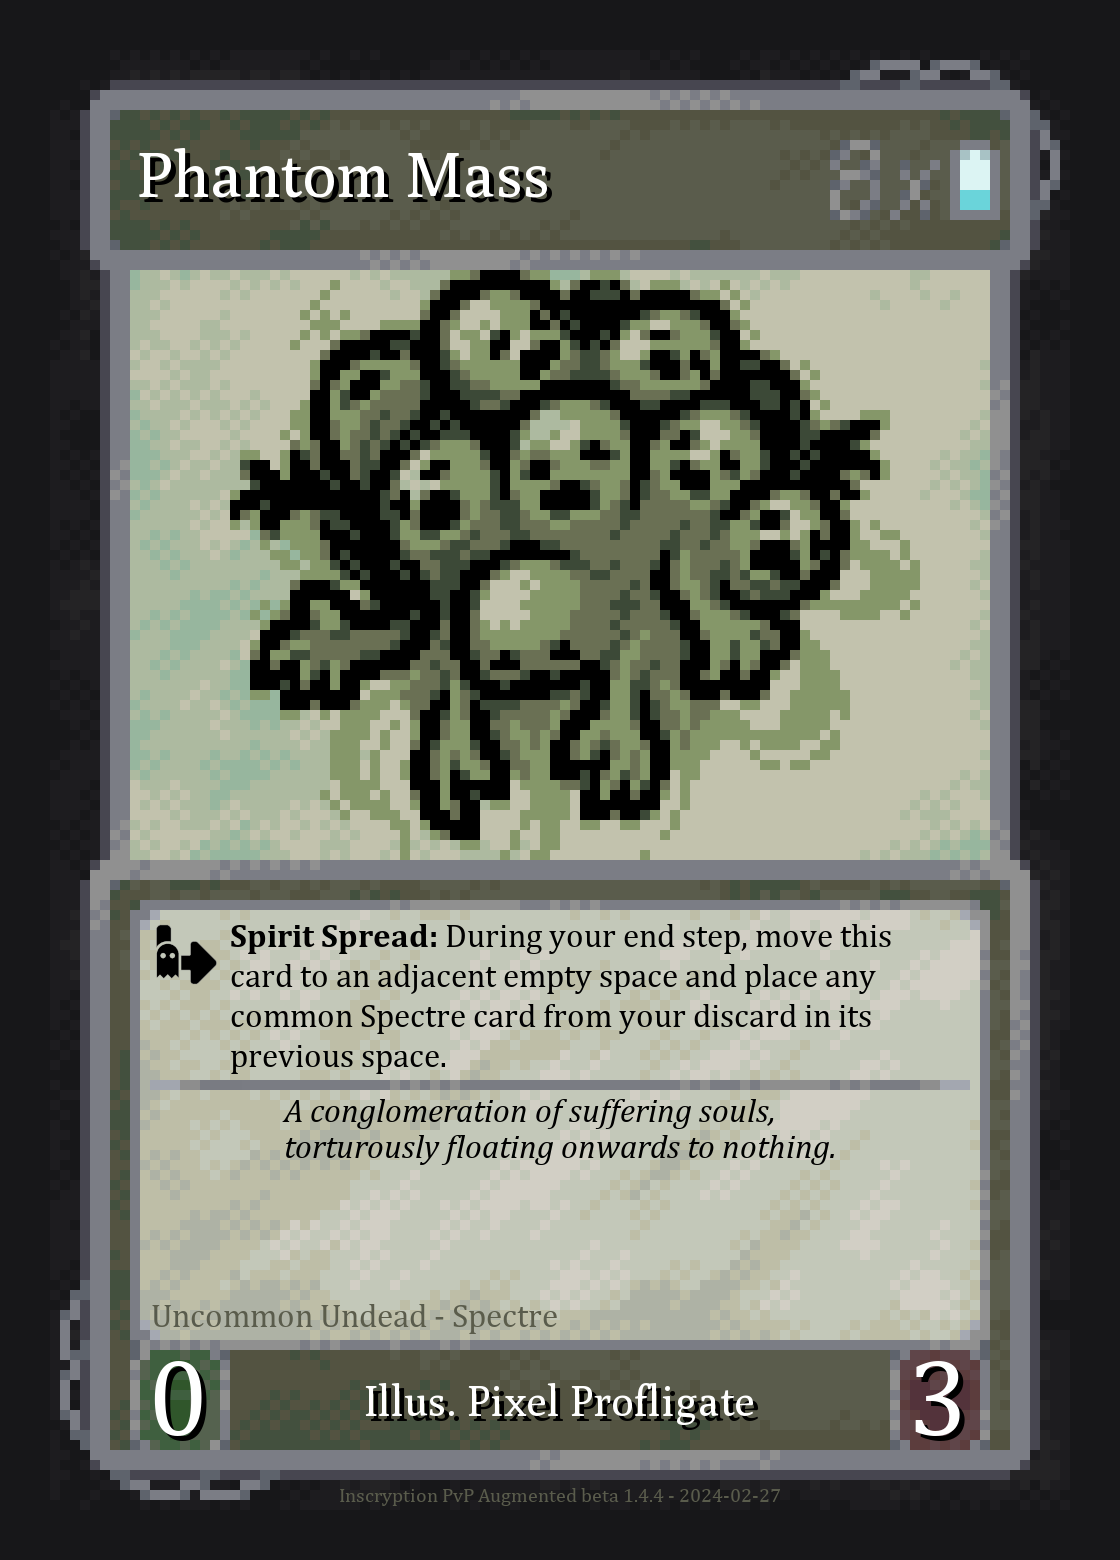 Phantom Mass
Spirit Spread: During your end step, move this
card to an adjacent empty space and place any
common Spectre card from your discard in its
previous space.
A conglomeration of suffering souls,
torturously floating onwards to nothing.
Uncommon Undead - Spectre
0
Illus. Pixel Profligate
3
Inscryption PvP Augmented beta 1.4.4 - 2024-02-27